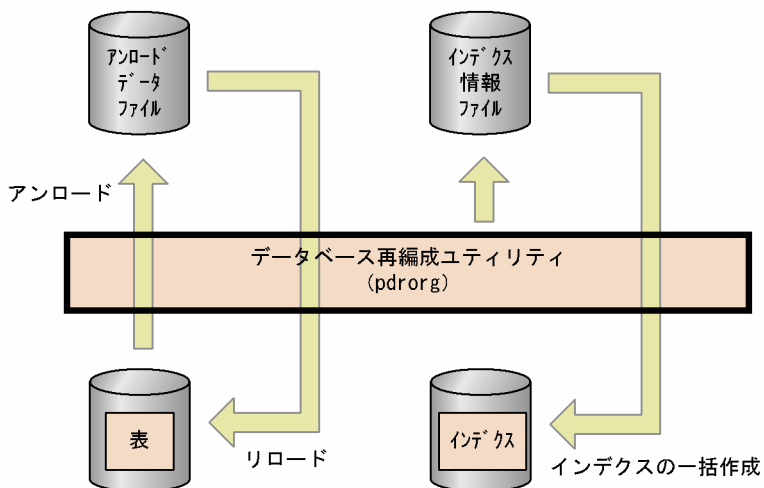 ｱﾝﾛｰﾄﾞ
ﾃﾞｰﾀ
ﾌｧｲﾙ
ｲﾝﾃﾞｸｽ
情報
ﾌｧｲﾙ
アンロード
データベース再編成ユティリティ
(pdrorg)
表
リロード
ｲﾝﾃﾞｸｽ
インデクスの一括作成